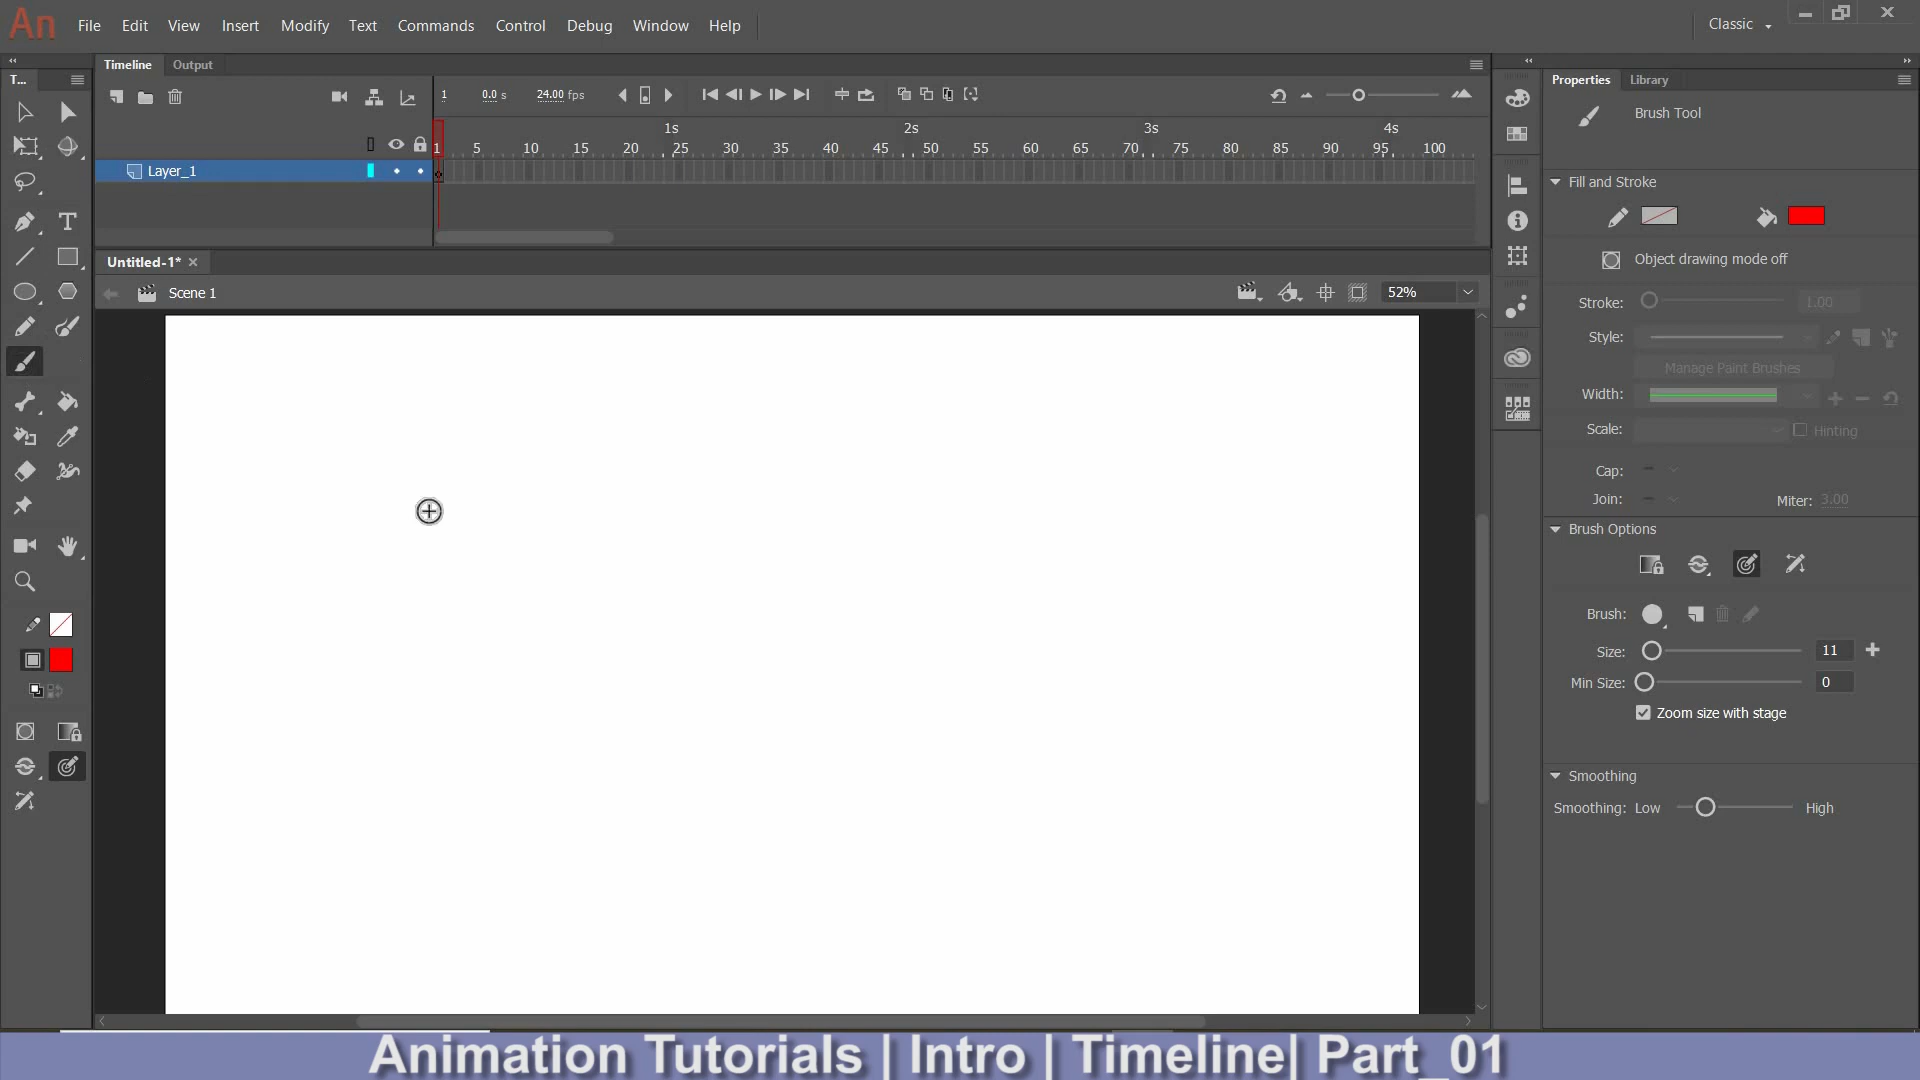 An File Edit View Insert Modify Text Commands Control Debug Window Help Classic
T...
Timeline Output
1 0.0 s 24.00 fps
1s 2s 3s 4s
1 5 10 15 20 25 30 35 40 45 50 55 60 65 70 75 80 85 90 95 100
Layer_1
Untitled-1*
Scene 1
52%
Properties Library
Brush Tool
Fill and Stroke
Object drawing mode off
Stroke: 1.00
Style:
Manage Paint Brushes
Width:
Scale: Hinting
Cap:
Join: Miter: 3.00
Brush Options
Brush:
Size: 11
Min Size: 0
Zoom size with stage
Smoothing
Smoothing: Low High
Animation Tutorials | Intro | Timeline| Part_01